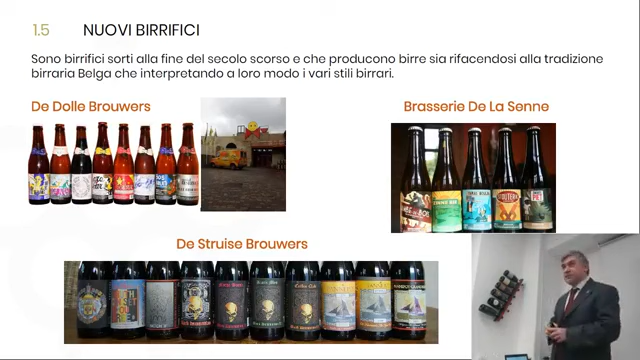 1.5 NUOVI BIRRIFICI
Sono birrifici sorti alla fine del secolo scorso e che producono birre sia rifacendosi alla tradizione
birraria Belga che interpretando a loro modo i vari stili birrari.
De Dolle Brouwers
Brasserie De La Senne
De Struise Brouwers